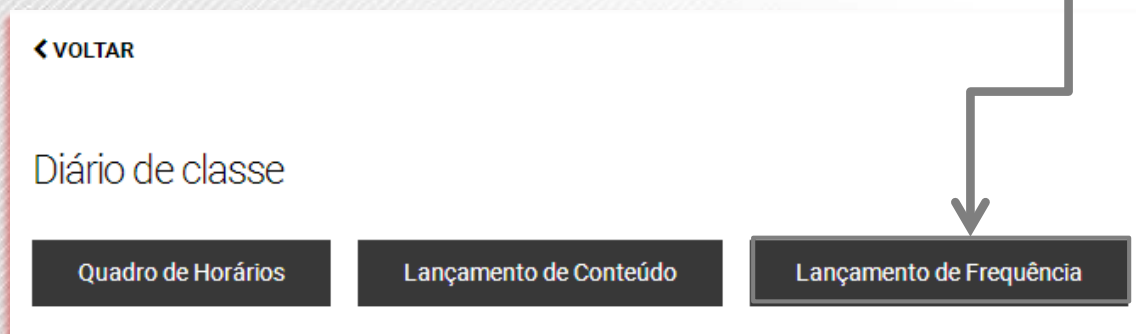 VOLTAR
Diário de classe
Quadro de Horários
Lançamento de Conteúdo
Lançamento de Frequência